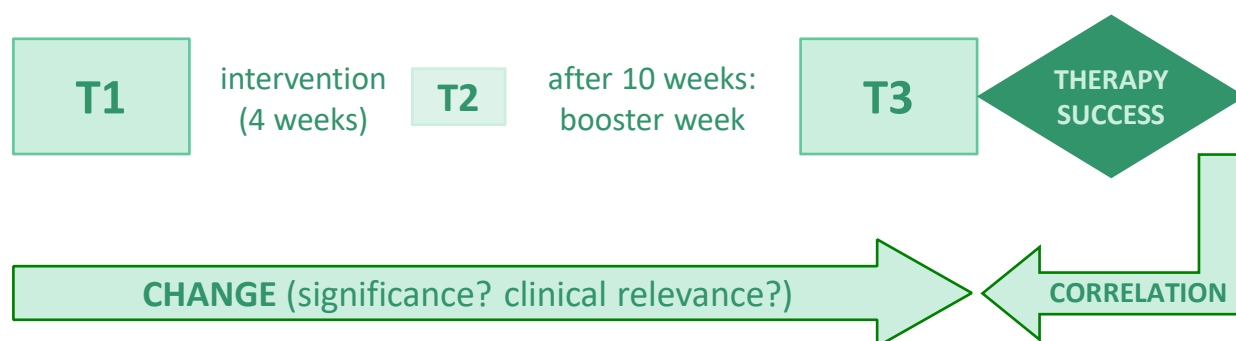 T1
intervention
(4 weeks)
T2
after 10 weeks:
booster week
T3
THERAPY
SUCCESS
CHANGE (significance? clinical relevance?)
CORRELATION